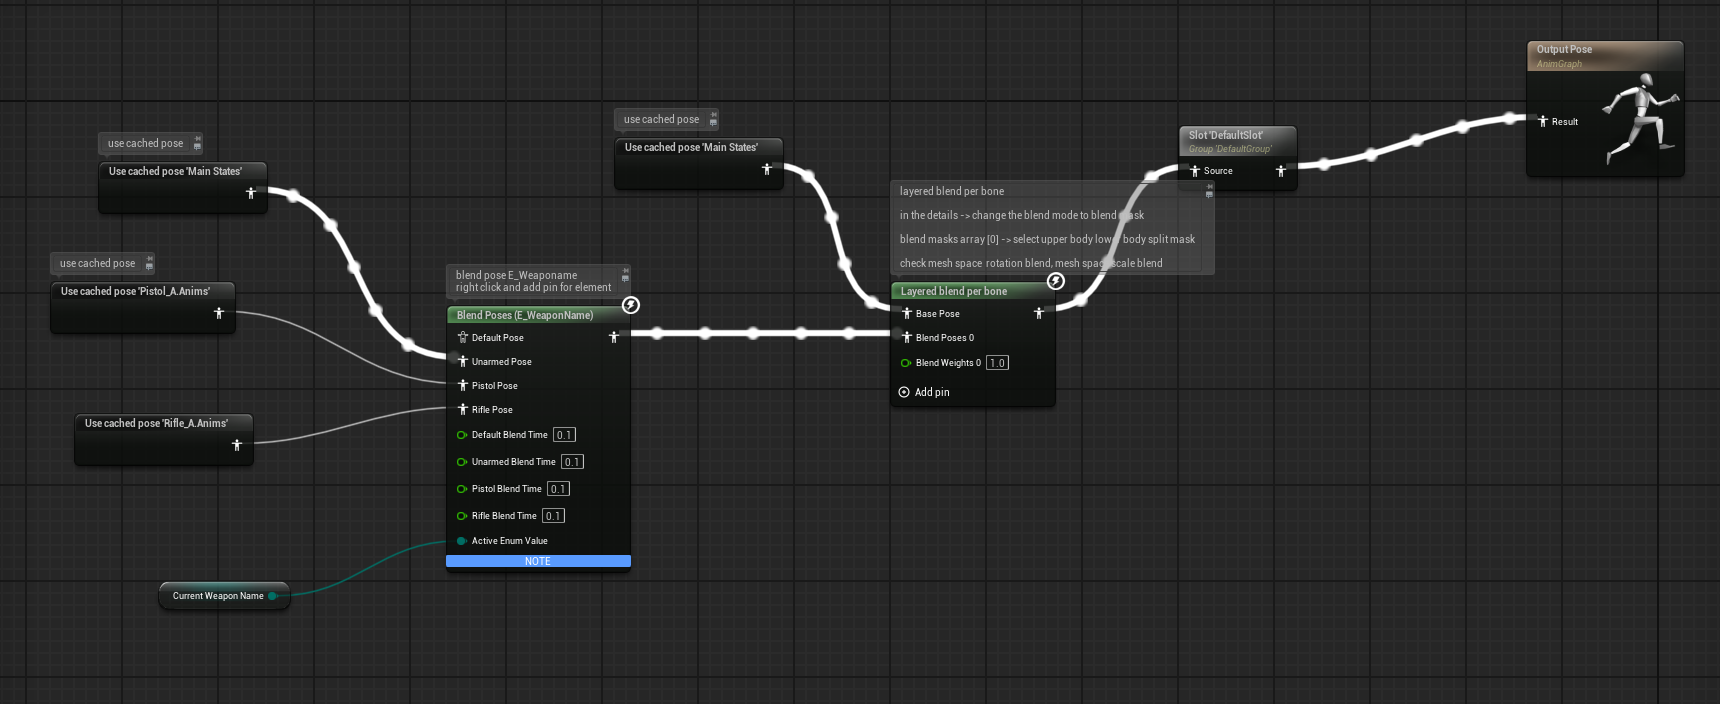 Output Pose
AnimGraph
Result
use cached pose
Use cached pose 'Main States'
use cached pose
Use cached pose 'Main States'
Slot 'DefaultSlot'
Group 'DefaultGroup'
Source
layered blend per bone
in the details -> change the blend mode to blend mask
blend masks array [0] -> select upper body lower body split mask
check mesh space rotation blend, mesh space scale blend
use cached pose
Use cached pose 'Pistol_A.Anims'
blend pose E_Weaponame
right click and add pin for element
Blend Poses (E_WeaponName)
Default Pose
Unarmed Pose
Pistol Pose
Rifle Pose
Default Blend Time 0.1
Unarmed Blend Time 0.1
Pistol Blend Time 0.1
Rifle Blend Time 0.1
Active Enum Value
NOTE
Layered blend per bone
Base Pose
Blend Poses 0
Blend Weights 0 1.0
Add pin
Use cached pose 'Rifle_A.Anims'
Current Weapon Name